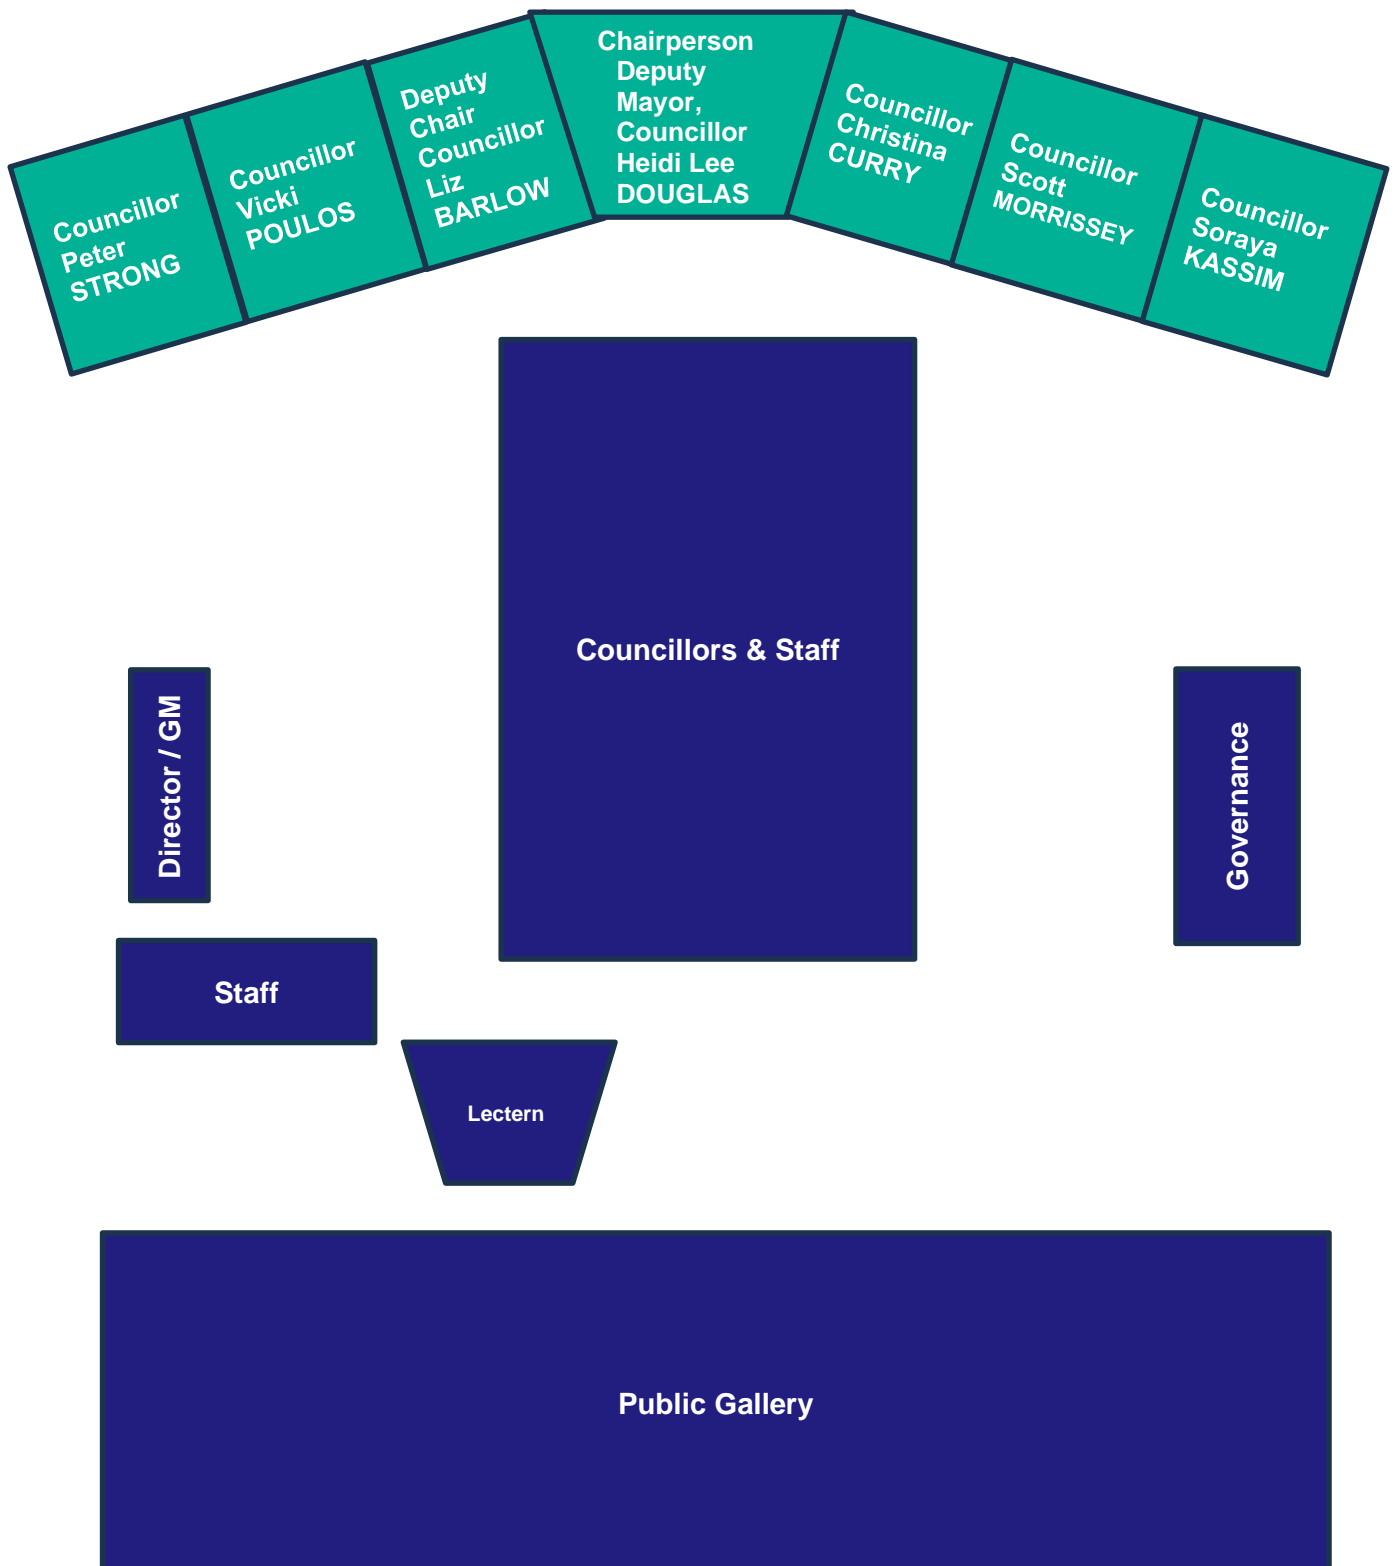 Councillor
Peter
STRONG
Councillor
Vicki
POULOS
Deputy
Chair
Councillor
Liz
BARLOW
Chairperson
Deputy
Mayor,
Councillor
Heidi Lee
DOUGLAS
Councillor
Christina
CURRY
Councillor
Scott
MORRISSEY
Councillor
Soraya
KASSIM
Councillors & Staff
Director / GM
Governance
Staff
Lectern
Public Gallery